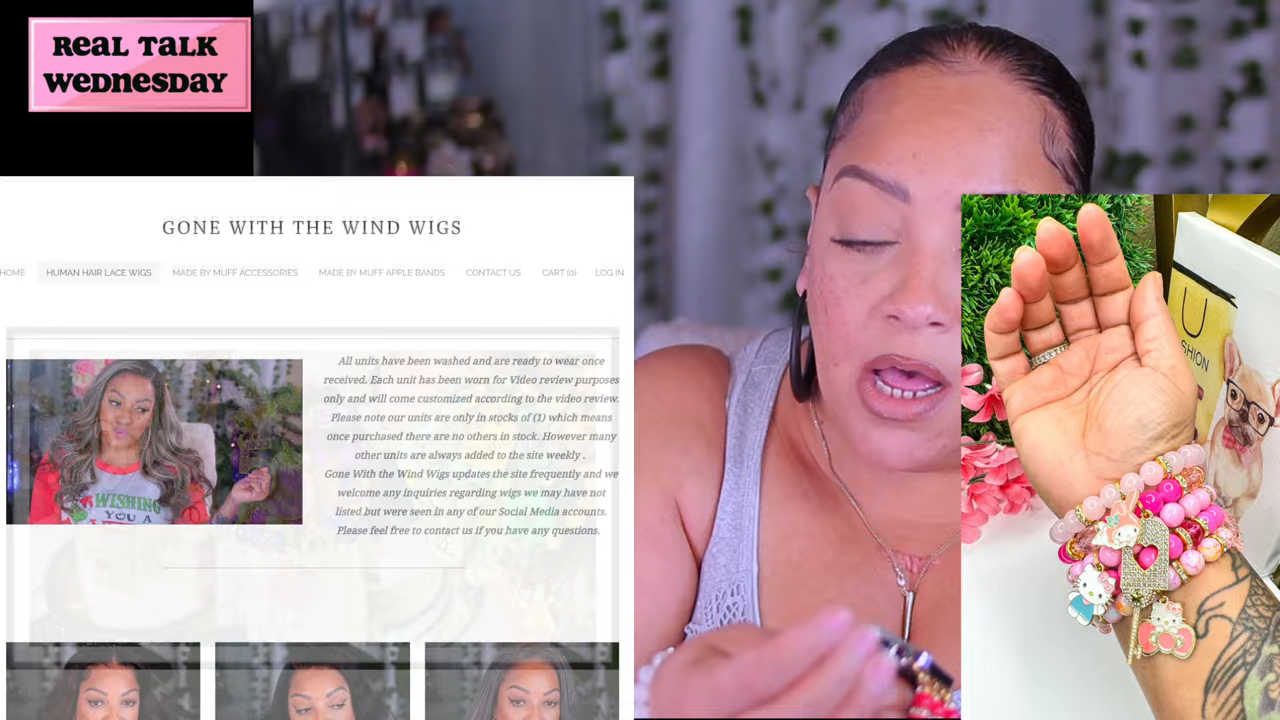 REAL TALK
WEDNESDAY
GONE WITH THE WIND WIGS
HOME HUMAN HAIR LACE WIGS MADE BY MUFF ACCESSORIES MADE BY MUFF APPLE BANDS CONTACT US CART (0) LOG IN
All units have been washed and are ready to wear once
received. Each unit has been worn for Video review purposes
only and will come customized according to the video review.
Please note our units are only in stocks of (1) which means
once purchased there are no others in stock. However many
other units are always added to the site weekly .
Gone With the Wind Wigs updates the site frequently and we
welcome any inquiries regarding wigs we may have not
listed but were seen in any of our Social Media accounts.
Please feel free to contact us if you have any questions.
WISHING
YOU A
U
SHION